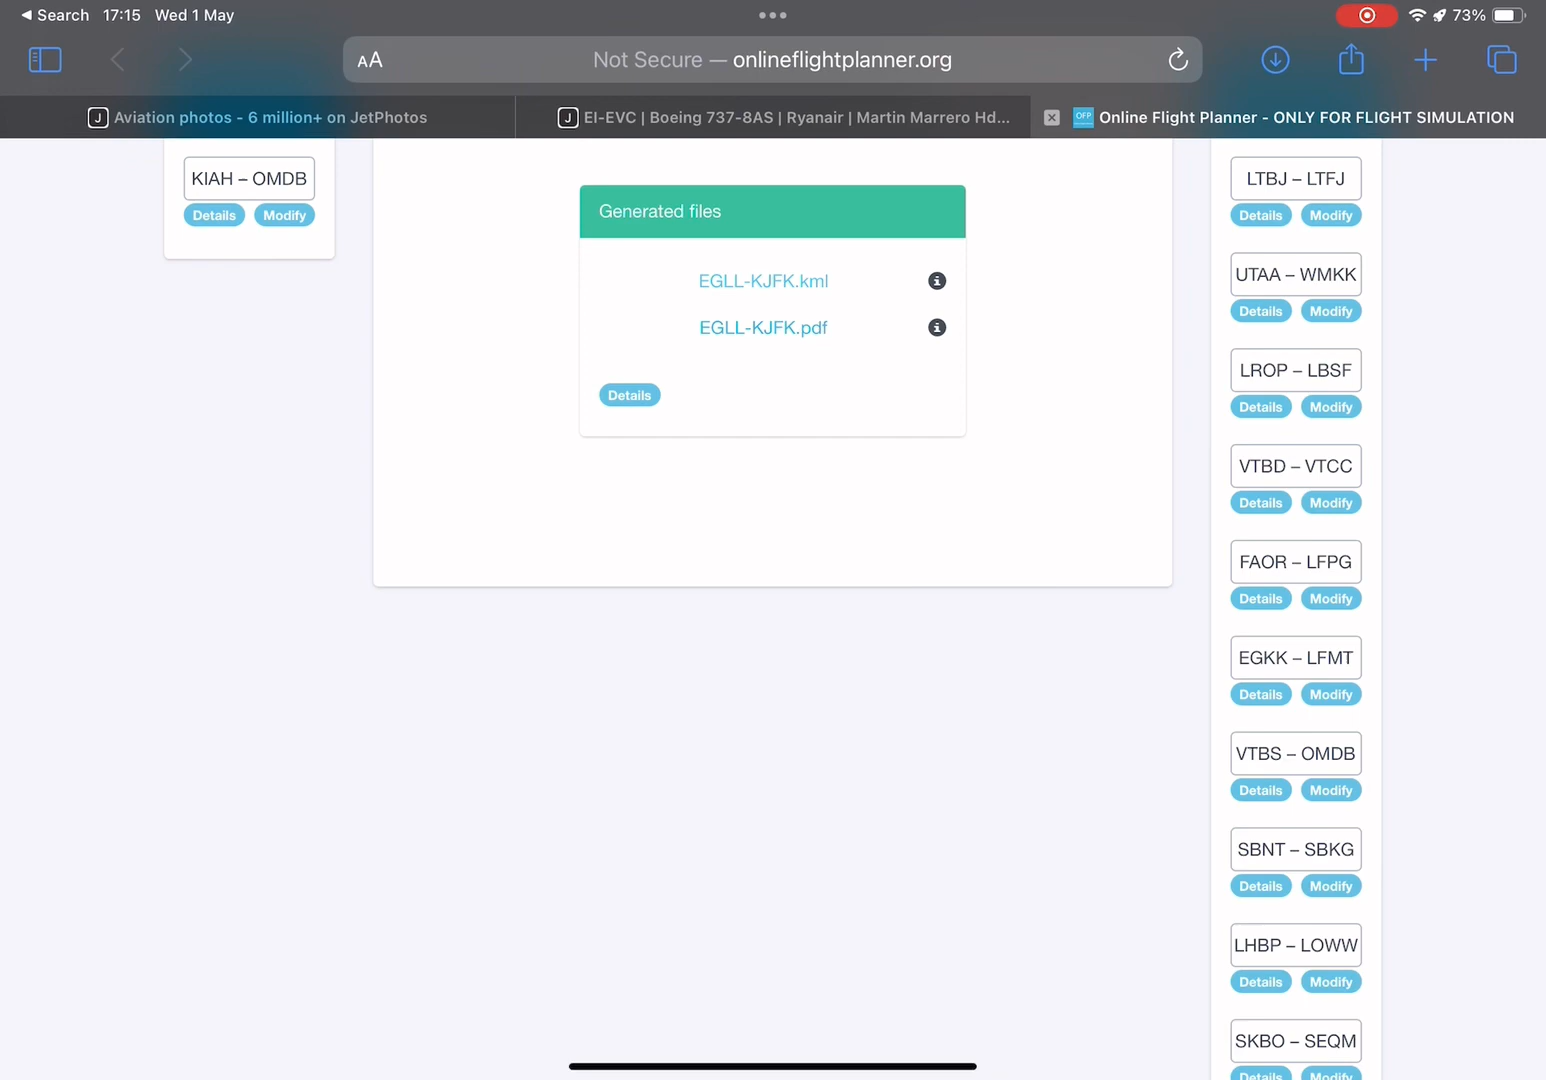 Search 17:15 Wed 1 May
73%
AA
Not Secure — onlineflightplanner.org
J Aviation photos - 6 million+ on JetPhotos
J EI-EVC | Boeing 737-8AS | Ryanair | Martin Marrero Hd...
OFP Online Flight Planner - ONLY FOR FLIGHT SIMULATION
KIAH – OMDB
Details Modify
Generated files
EGLL-KJFK.kml
EGLL-KJFK.pdf
Details
LTBJ – LTFJ
Details Modify
UTAA – WMKK
Details Modify
LROP – LBSF
Details Modify
VTBD – VTCC
Details Modify
FAOR – LFPG
Details Modify
EGKK – LFMT
Details Modify
VTBS – OMDB
Details Modify
SBNT – SBKG
Details Modify
LHBP – LOWW
Details Modify
SKBO – SEQM
Details Modify